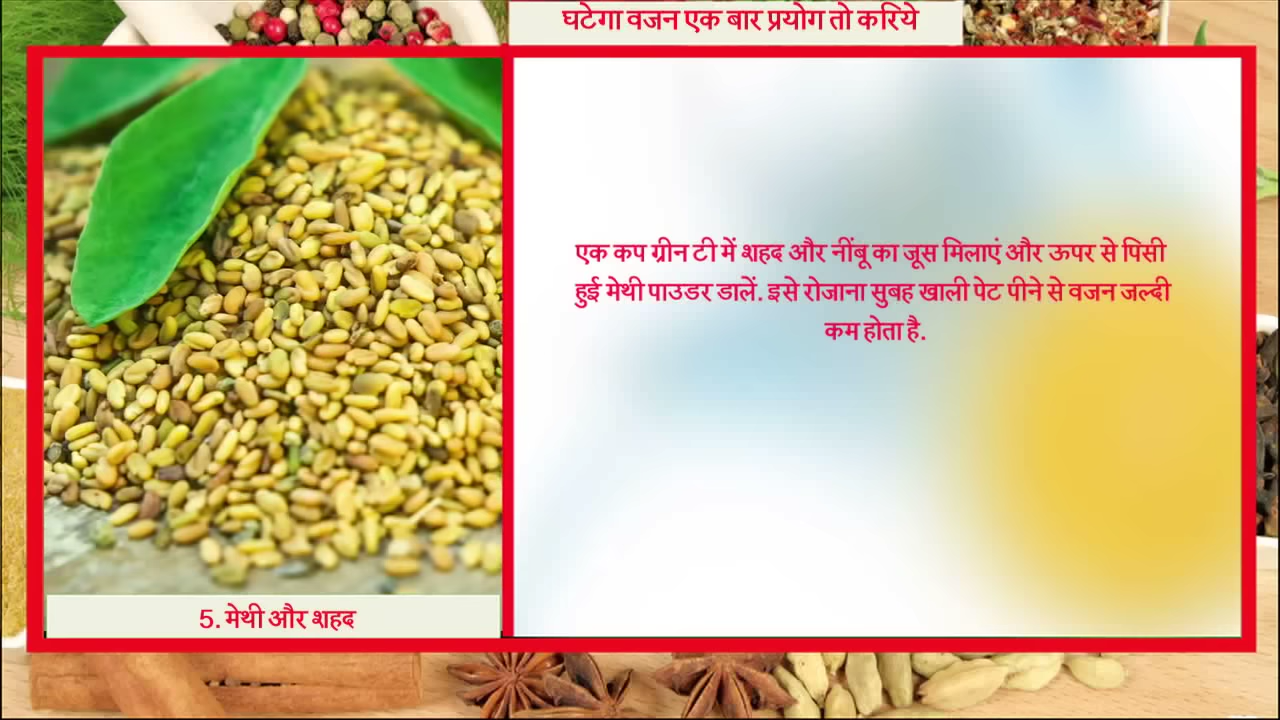 घटेगा वजन एक बार प्रयोग तो करिये
एक कप ग्रीन टी में शहद और नींबू का जूस मिलाएं और ऊपर से पिसी
हुई मेथी पाउडर डालें. इसे रोजाना सुबह खाली पेट पीने से वजन जल्दी
कम होता है.
5. मेथी और शहद